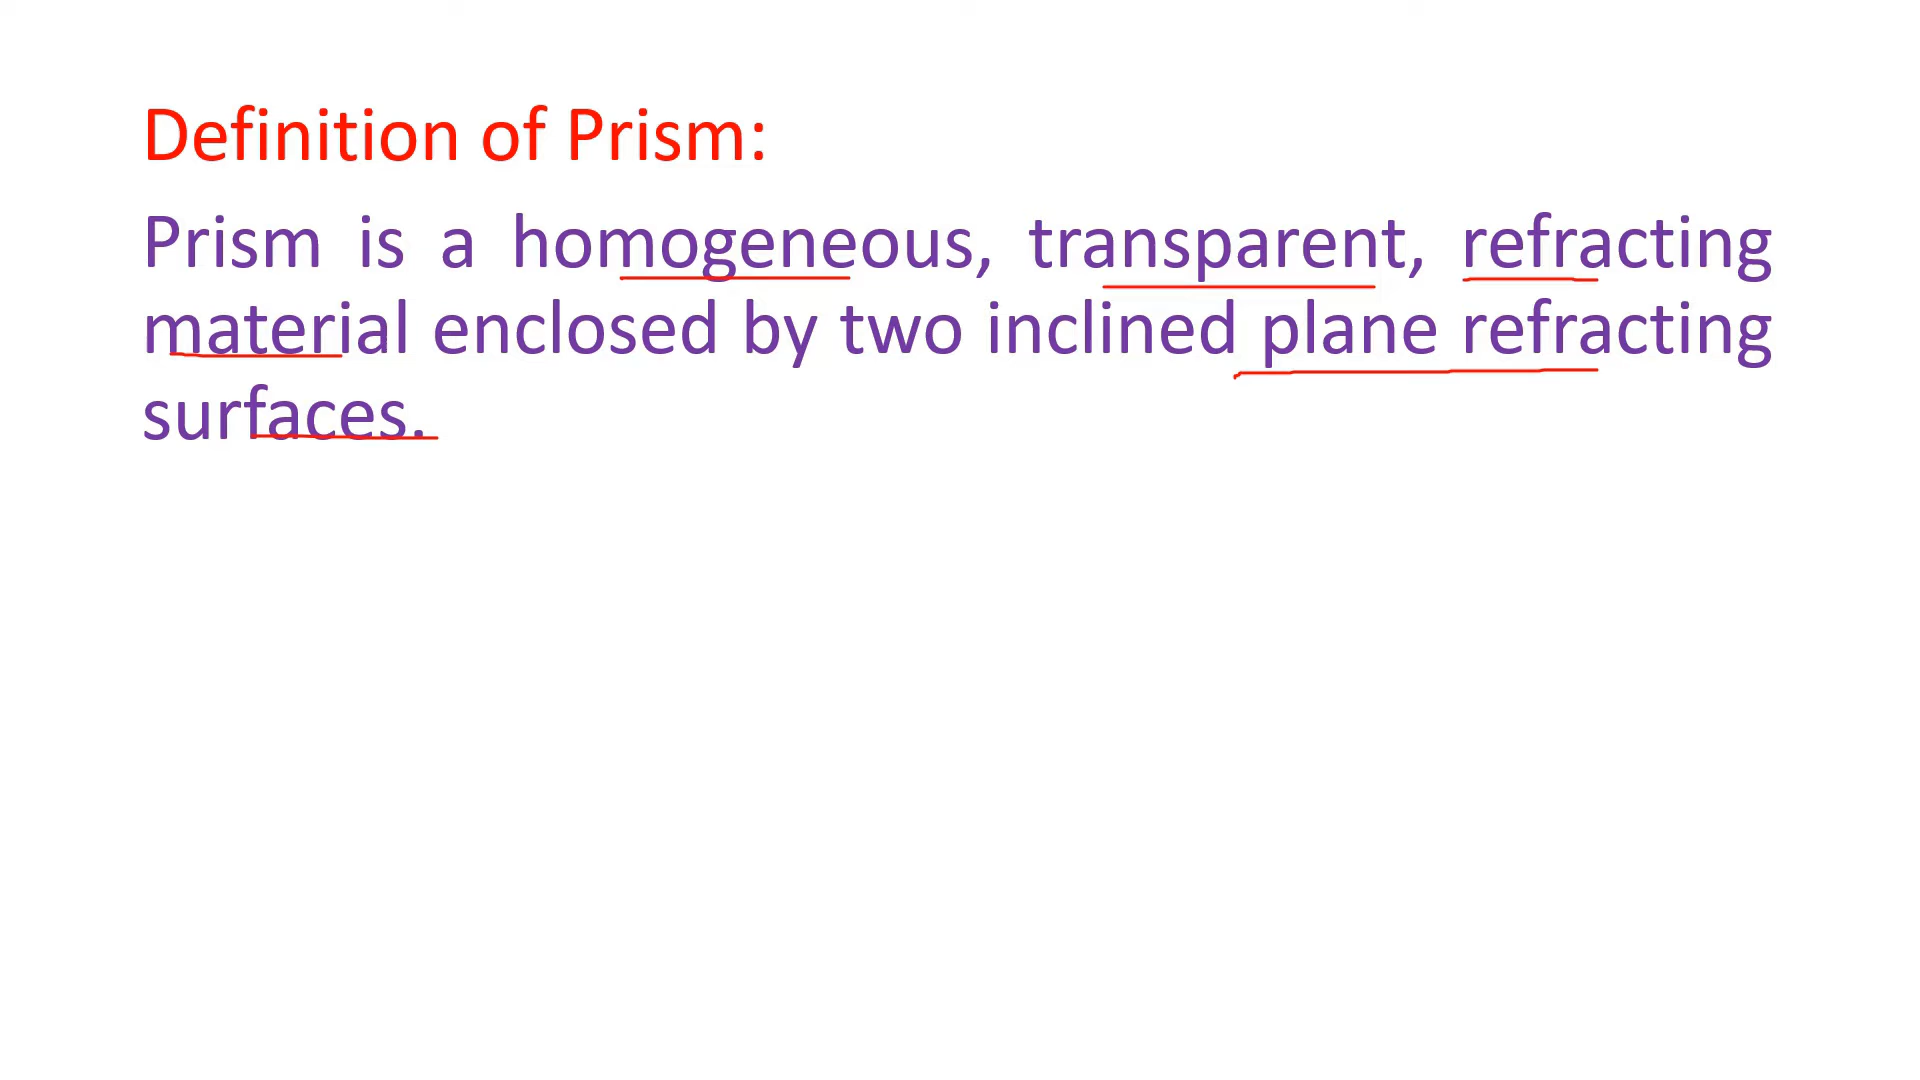 Definition of Prism:
Prism is a homogeneous, transparent, refracting
material enclosed by two inclined plane refracting
surfaces.